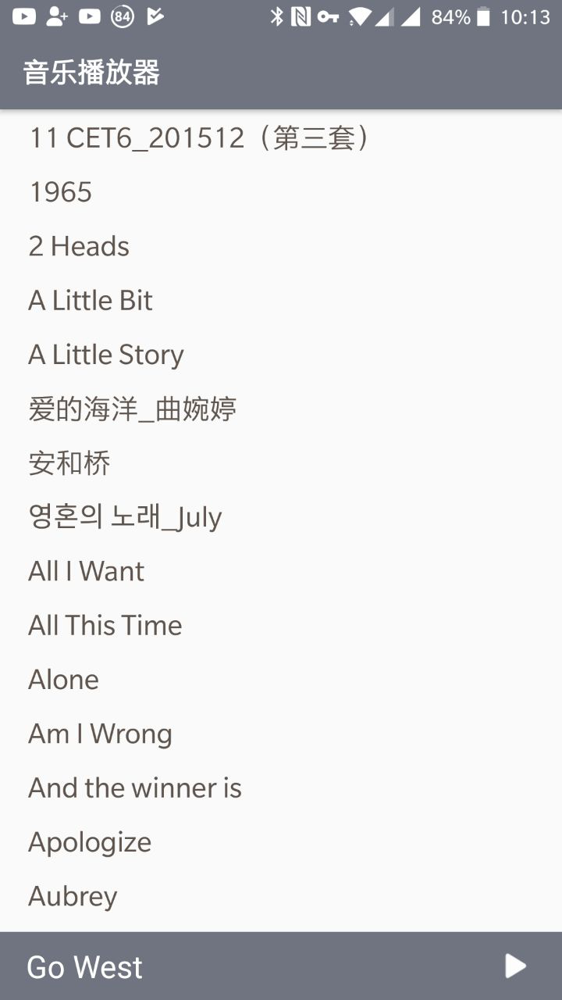 84 84% 10:13
音乐播放器
11 CET6_201512（第三套）
1965
2 Heads
A Little Bit
A Little Story
爱的海洋_曲婉婷
安和桥
영혼의 노래_July
All I Want
All This Time
Alone
Am I Wrong
And the winner is
Apologize
Aubrey
Go West